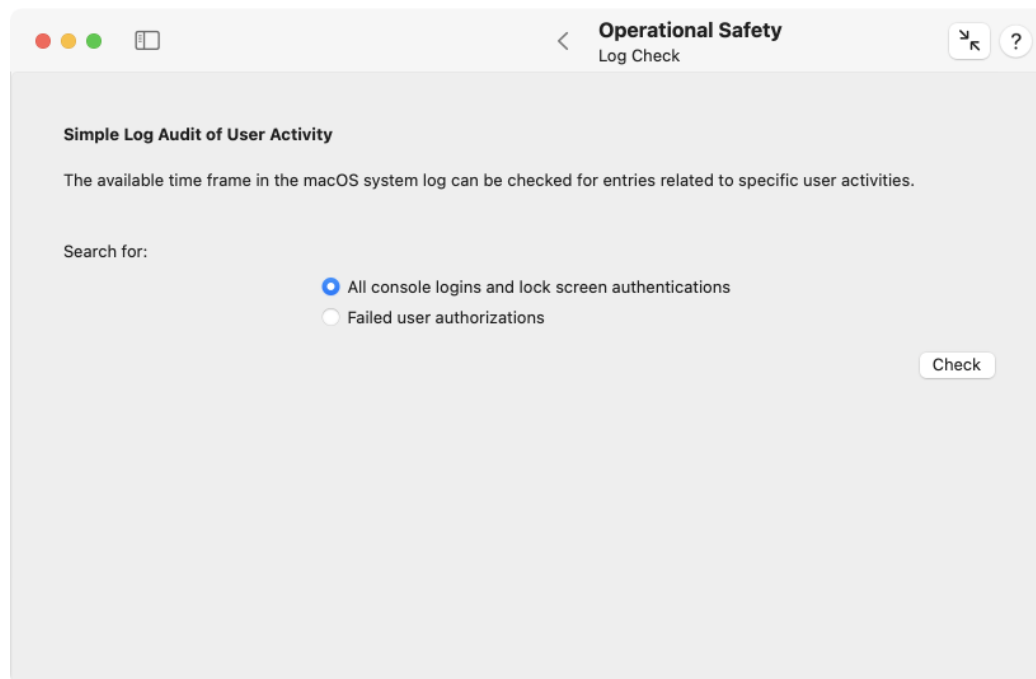 Operational Safety
Log Check
?
Simple Log Audit of User Activity
The available time frame in the macOS system log can be checked for entries related to specific user activities.
Search for:
All console logins and lock screen authentications
Failed user authorizations
Check